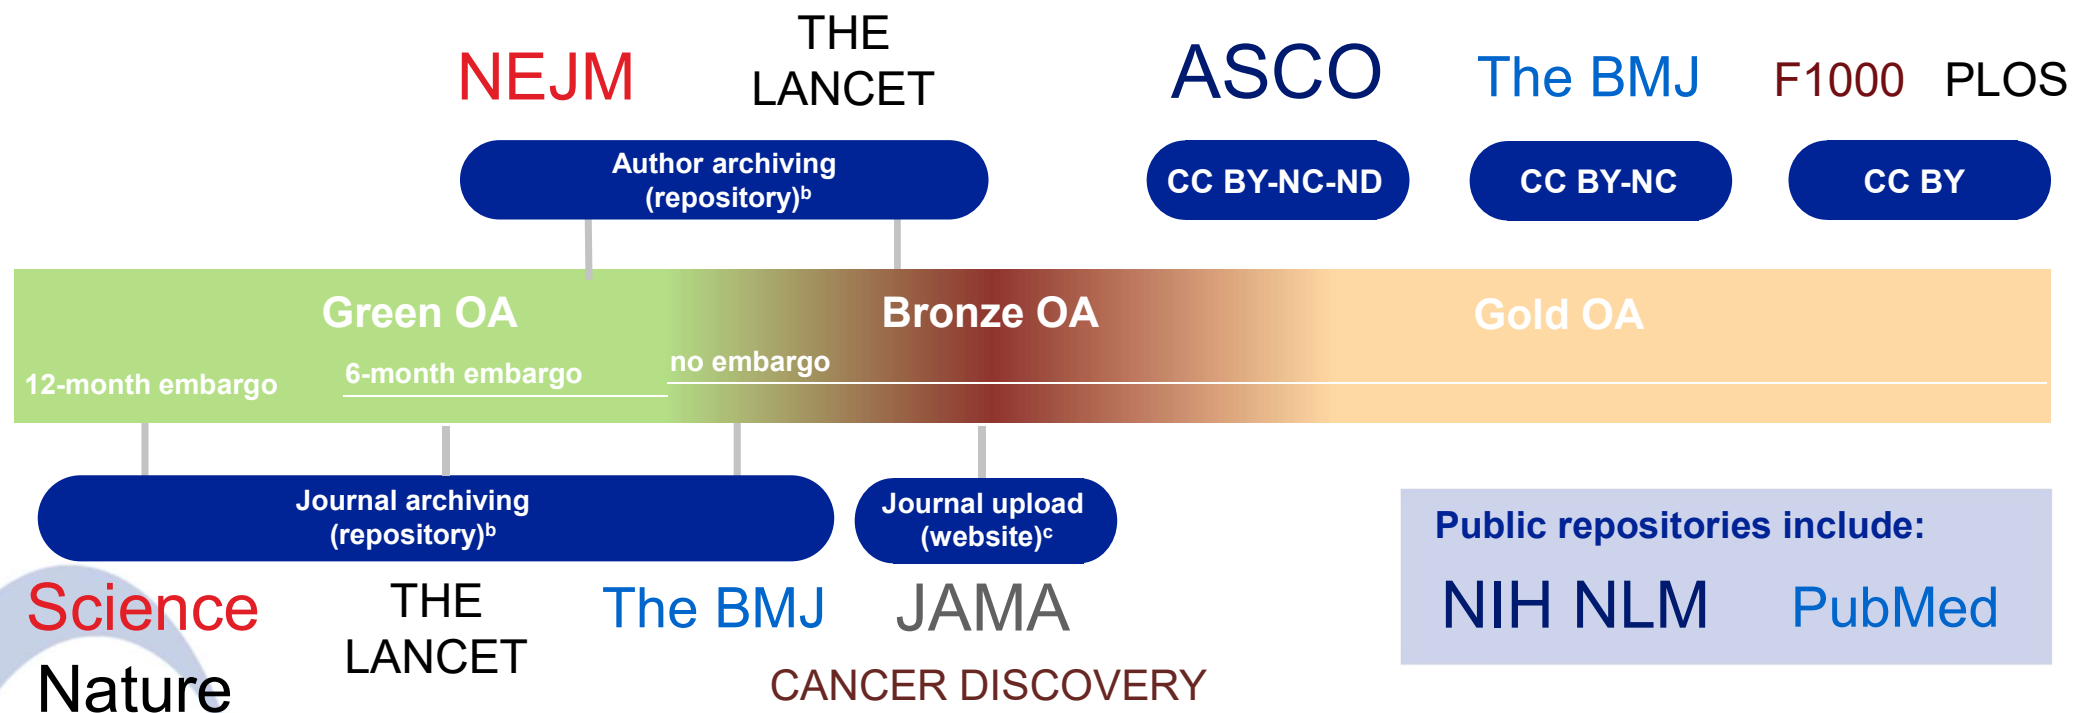 NEJM
THE
LANCET
ASCO
The BMJ
F1000
PLOS
Author archiving
(repository)ᵇ
CC BY-NC-ND
CC BY-NC
CC BY
Green OA
Bronze OA
Gold OA
12-month embargo
6-month embargo
no embargo
Journal archiving
(repository)ᵇ
Journal upload
(website)ᶜ
Science
Nature
THE
LANCET
The BMJ
JAMA
CANCER DISCOVERY
Public repositories include:
NIH NLM
PubMed